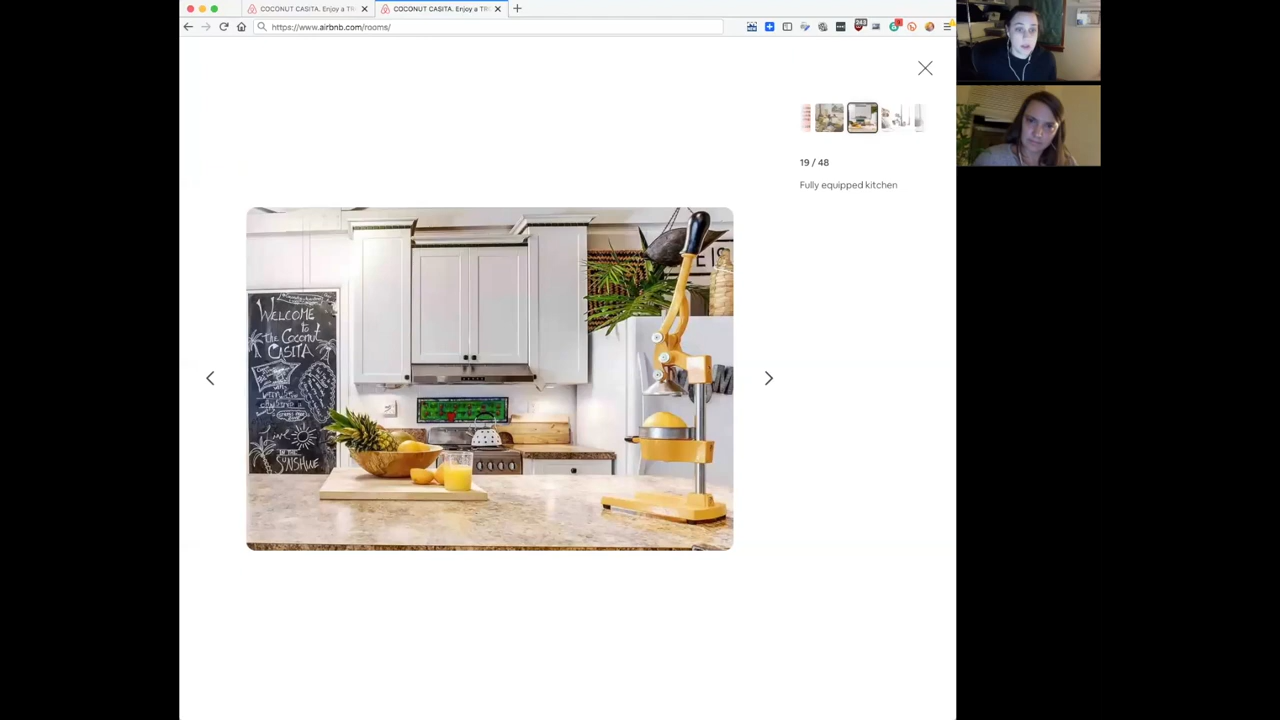 COCONUT CASITA. Enjoy a TR
COCONUT CASITA. Enjoy a TR
https://www.airbnb.com/rooms/
19 / 48
Fully equipped kitchen
WELCOME
to
the Coconut
CASITA
IN THE
SUNSHINE
E IS